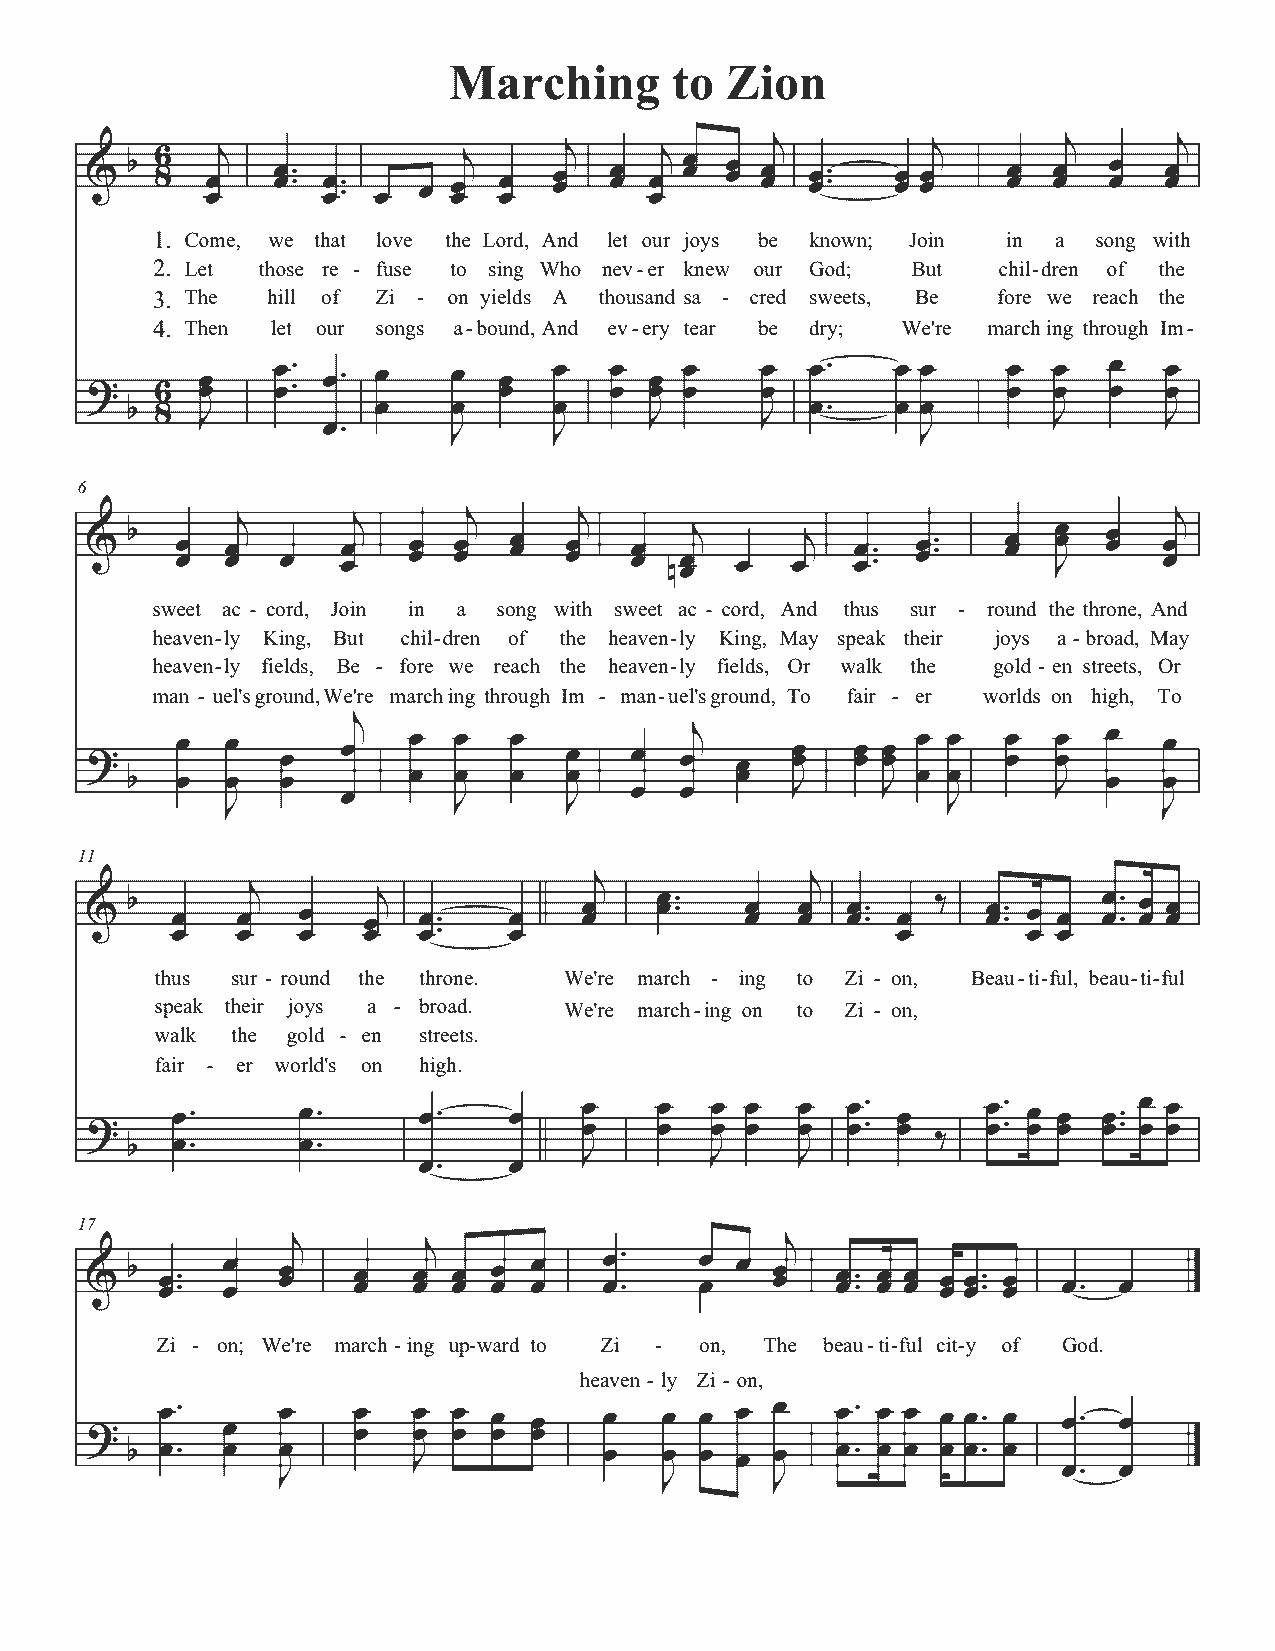 Marching to Zion
1. Come, we that love the Lord, And let our joys be known; Join in a song with
2. Let those re - fuse to sing Who nev - er knew our God; But chil - dren of the
3. The hill of Zi - on yields A thousand sa - cred sweets, Be fore we reach the
4. Then let our songs a - bound, And ev - ery tear be dry; We're march ing through Im -
6
sweet ac - cord, Join in a song with sweet ac - cord, And thus sur - round the throne, And
heaven - ly King, But chil - dren of the heaven - ly King, May speak their joys a - broad, May
heaven - ly fields, Be - fore we reach the heaven - ly fields, Or walk the gold - en streets, Or
man - uel's ground, We're march ing through Im - man - uel's ground, To fair - er worlds on high, To
11
thus sur - round the throne. We're march - ing to Zi - on, Beau - ti - ful, beau - ti - ful
speak their joys a - broad. We're march - ing on to Zi - on,
walk the gold - en streets.
fair - er world's on high.
17
Zi - on; We're march - ing up - ward to Zi - on, The beau - ti - ful cit - y of God.
heaven - ly Zi - on,